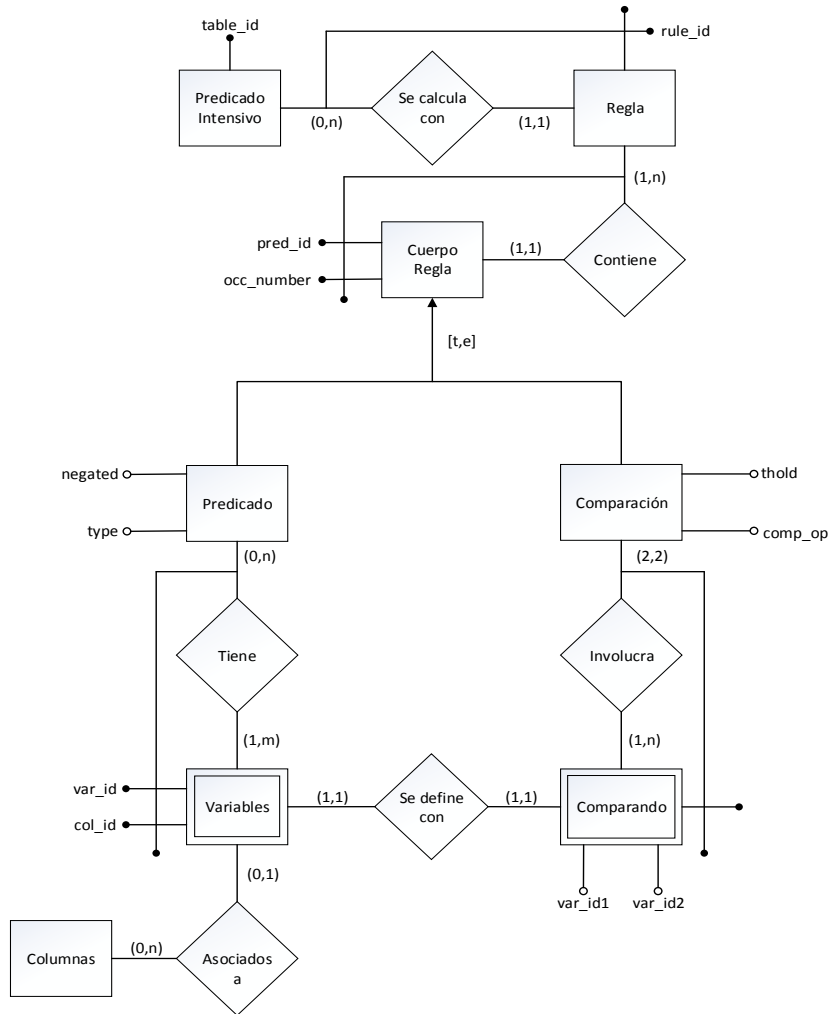 table_id
rule_id
Predicado
Intensivo
Se calcula
con
Regla
(0,n)
(1,1)
(1,n)
pred_id
occ_number
Cuerpo
Regla
(1,1)
Contiene
[t,e]
negated
type
Predicado
Comparación
thold
comp_op
(0,n)
(2,2)
Tiene
Involucra
(1,m)
(1,n)
var_id
col_id
Variables
(1,1)
Se define
con
(1,1)
Comparando
(0,1)
var_id1
var_id2
Columnas
(0,n)
Asociados
a